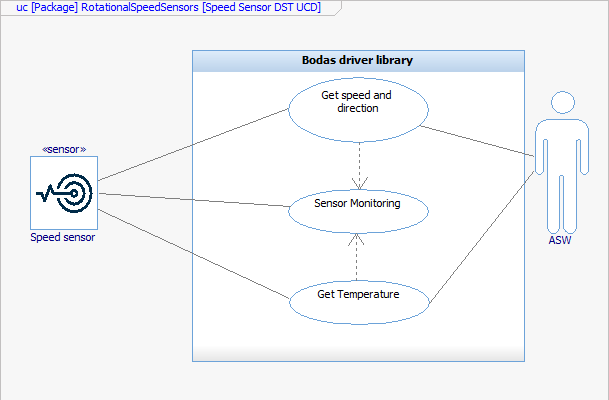 uc [Package] RotationalSpeedSensors [Speed Sensor DST UCD]
Bodas driver library
Get speed and
direction
«sensor»
Speed sensor
Sensor Monitoring
ASW
Get Temperature